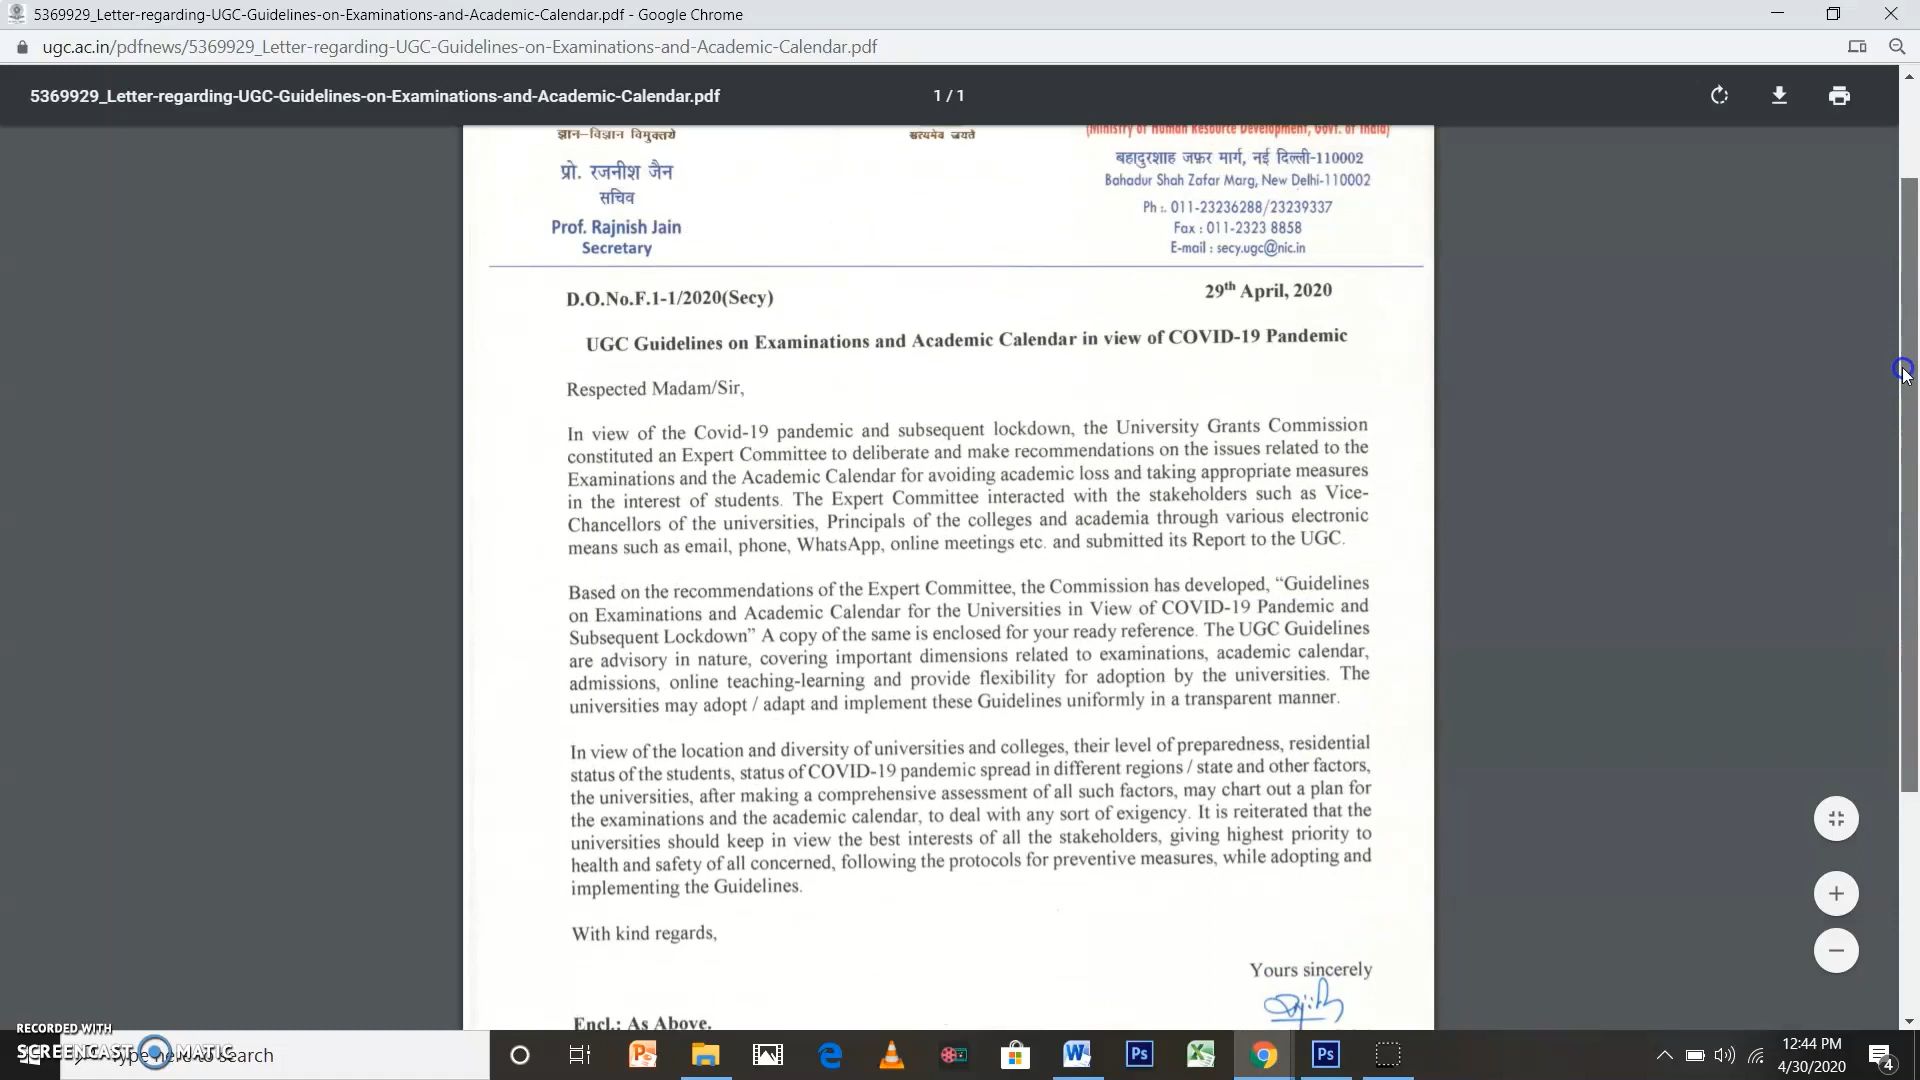 5369929_Letter-regarding-UGC-Guidelines-on-Examinations-and-Academic-Calendar.pdf - Google Chrome
ugc.ac.in/pdfnews/5369929_Letter-regarding-UGC-Guidelines-on-Examinations-and-Academic-Calendar.pdf
5369929_Letter-regarding-UGC-Guidelines-on-Examinations-and-Academic-Calendar.pdf
1 / 1
ज्ञान-विज्ञान विमुक्तये
सत्यमेव जयते
(Ministry of Human Resource Development, Govt. of India)
प्रो. रजनीश जैन
सचिव
Prof. Rajnish Jain
Secretary
बहादुरशाह जफ़र मार्ग, नई दिल्ली-110002
Bahadur Shah Zafar Marg, New Delhi-110002
Ph :. 011-23236288/23239337
Fax : 011-2323 8858
E-mail : secy.ugc@nic.in
D.O.No.F.1-1/2020(Secy)
29th April, 2020
UGC Guidelines on Examinations and Academic Calendar in view of COVID-19 Pandemic
Respected Madam/Sir,
In view of the Covid-19 pandemic and subsequent lockdown, the University Grants Commission
constituted an Expert Committee to deliberate and make recommendations on the issues related to the
Examinations and the Academic Calendar for avoiding academic loss and taking appropriate measures
in the interest of students. The Expert Committee interacted with the stakeholders such as Vice-
Chancellors of the universities, Principals of the colleges and academia through various electronic
means such as email, phone, WhatsApp, online meetings etc. and submitted its Report to the UGC.
Based on the recommendations of the Expert Committee, the Commission has developed, “Guidelines
on Examinations and Academic Calendar for the Universities in View of COVID-19 Pandemic and
Subsequent Lockdown” A copy of the same is enclosed for your ready reference. The UGC Guidelines
are advisory in nature, covering important dimensions related to examinations, academic calendar,
admissions, online teaching-learning and provide flexibility for adoption by the universities. The
universities may adopt / adapt and implement these Guidelines uniformly in a transparent manner.
In view of the location and diversity of universities and colleges, their level of preparedness, residential
status of the students, status of COVID-19 pandemic spread in different regions / state and other factors,
the universities, after making a comprehensive assessment of all such factors, may chart out a plan for
the examinations and the academic calendar, to deal with any sort of exigency. It is reiterated that the
universities should keep in view the best interests of all the stakeholders, giving highest priority to
health and safety of all concerned, following the protocols for preventive measures, while adopting and
implementing the Guidelines.
With kind regards,
Yours sincerely
Encl.: As Above.
RECORDED WITH
SCREENCAST MATIC
Type here to search
12:44 PM
4/30/2020
4